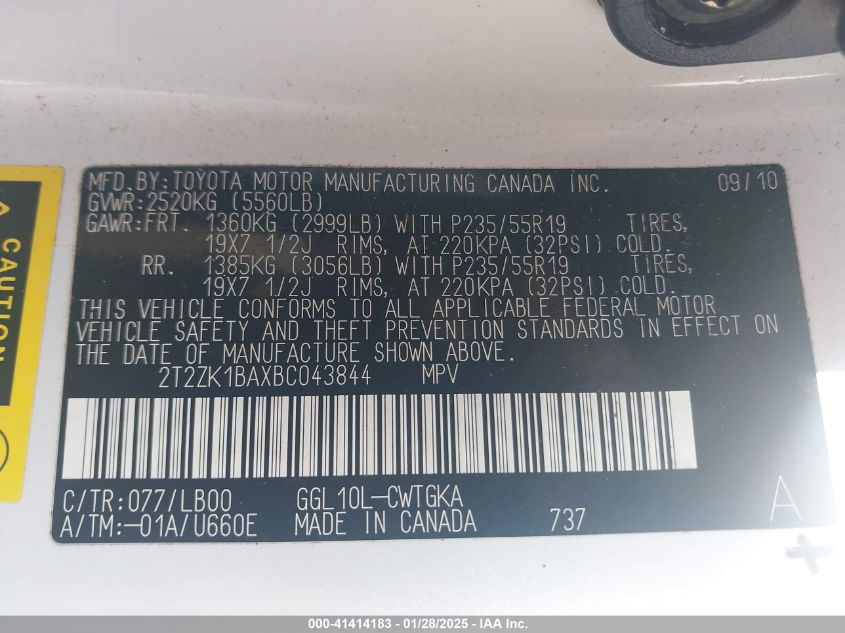 MFD.BY:TOYOTA MOTOR MANUFACTURING CANADA INC. 09/10
GVWR:2520KG (5560LB)
GAWR:FRT. 1360KG (2999LB) WITH P235/55R19 TIRES,
19X7 1/2J RIMS, AT 220KPA (32PSI) COLD.
RR. 1385KG (3056LB) WITH P235/55R19 TIRES,
19X7 1/2J RIMS, AT 220KPA (32PSI) COLD.
THIS VEHICLE CONFORMS TO ALL APPLICABLE FEDERAL MOTOR
VEHICLE SAFETY AND THEFT PREVENTION STANDARDS IN EFFECT ON
THE DATE OF MANUFACTURE SHOWN ABOVE.
2T2ZK1BAXBC043844 MPV
C/TR:077/LB00 GGL10L-CWTGKA
A/TM:-01A/U660E MADE IN CANADA 737 A
CAUTION
000-41414183 | 01/28/2025 | IAA Inc.